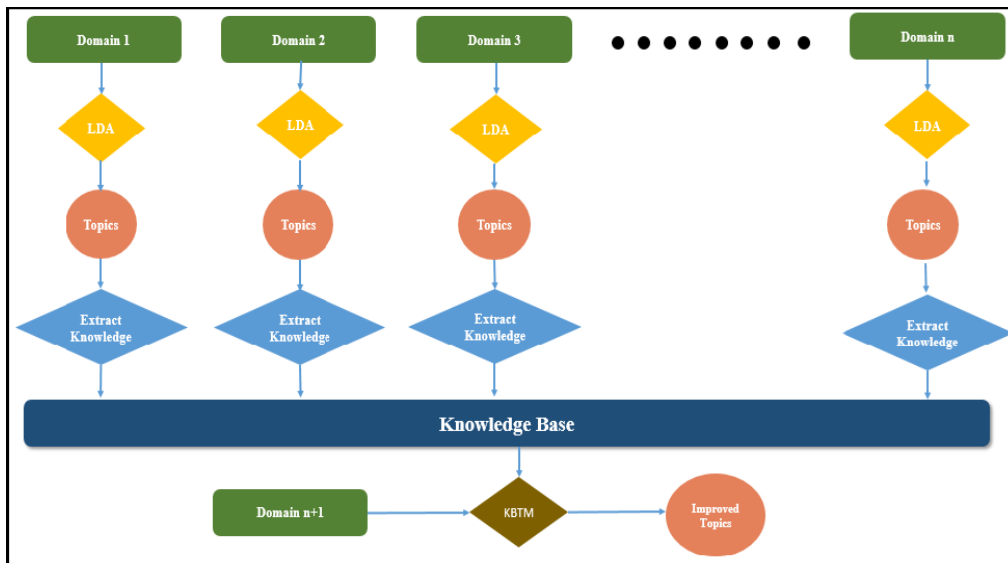 Domain 1
Domain 2
Domain 3
Domain n
LDA
LDA
LDA
LDA
Topics
Topics
Topics
Topics
Extract
Knowledge
Extract
Knowledge
Extract
Knowledge
Extract
Knowledge
Knowledge Base
Domain n+1
KBTM
Improved
Topics